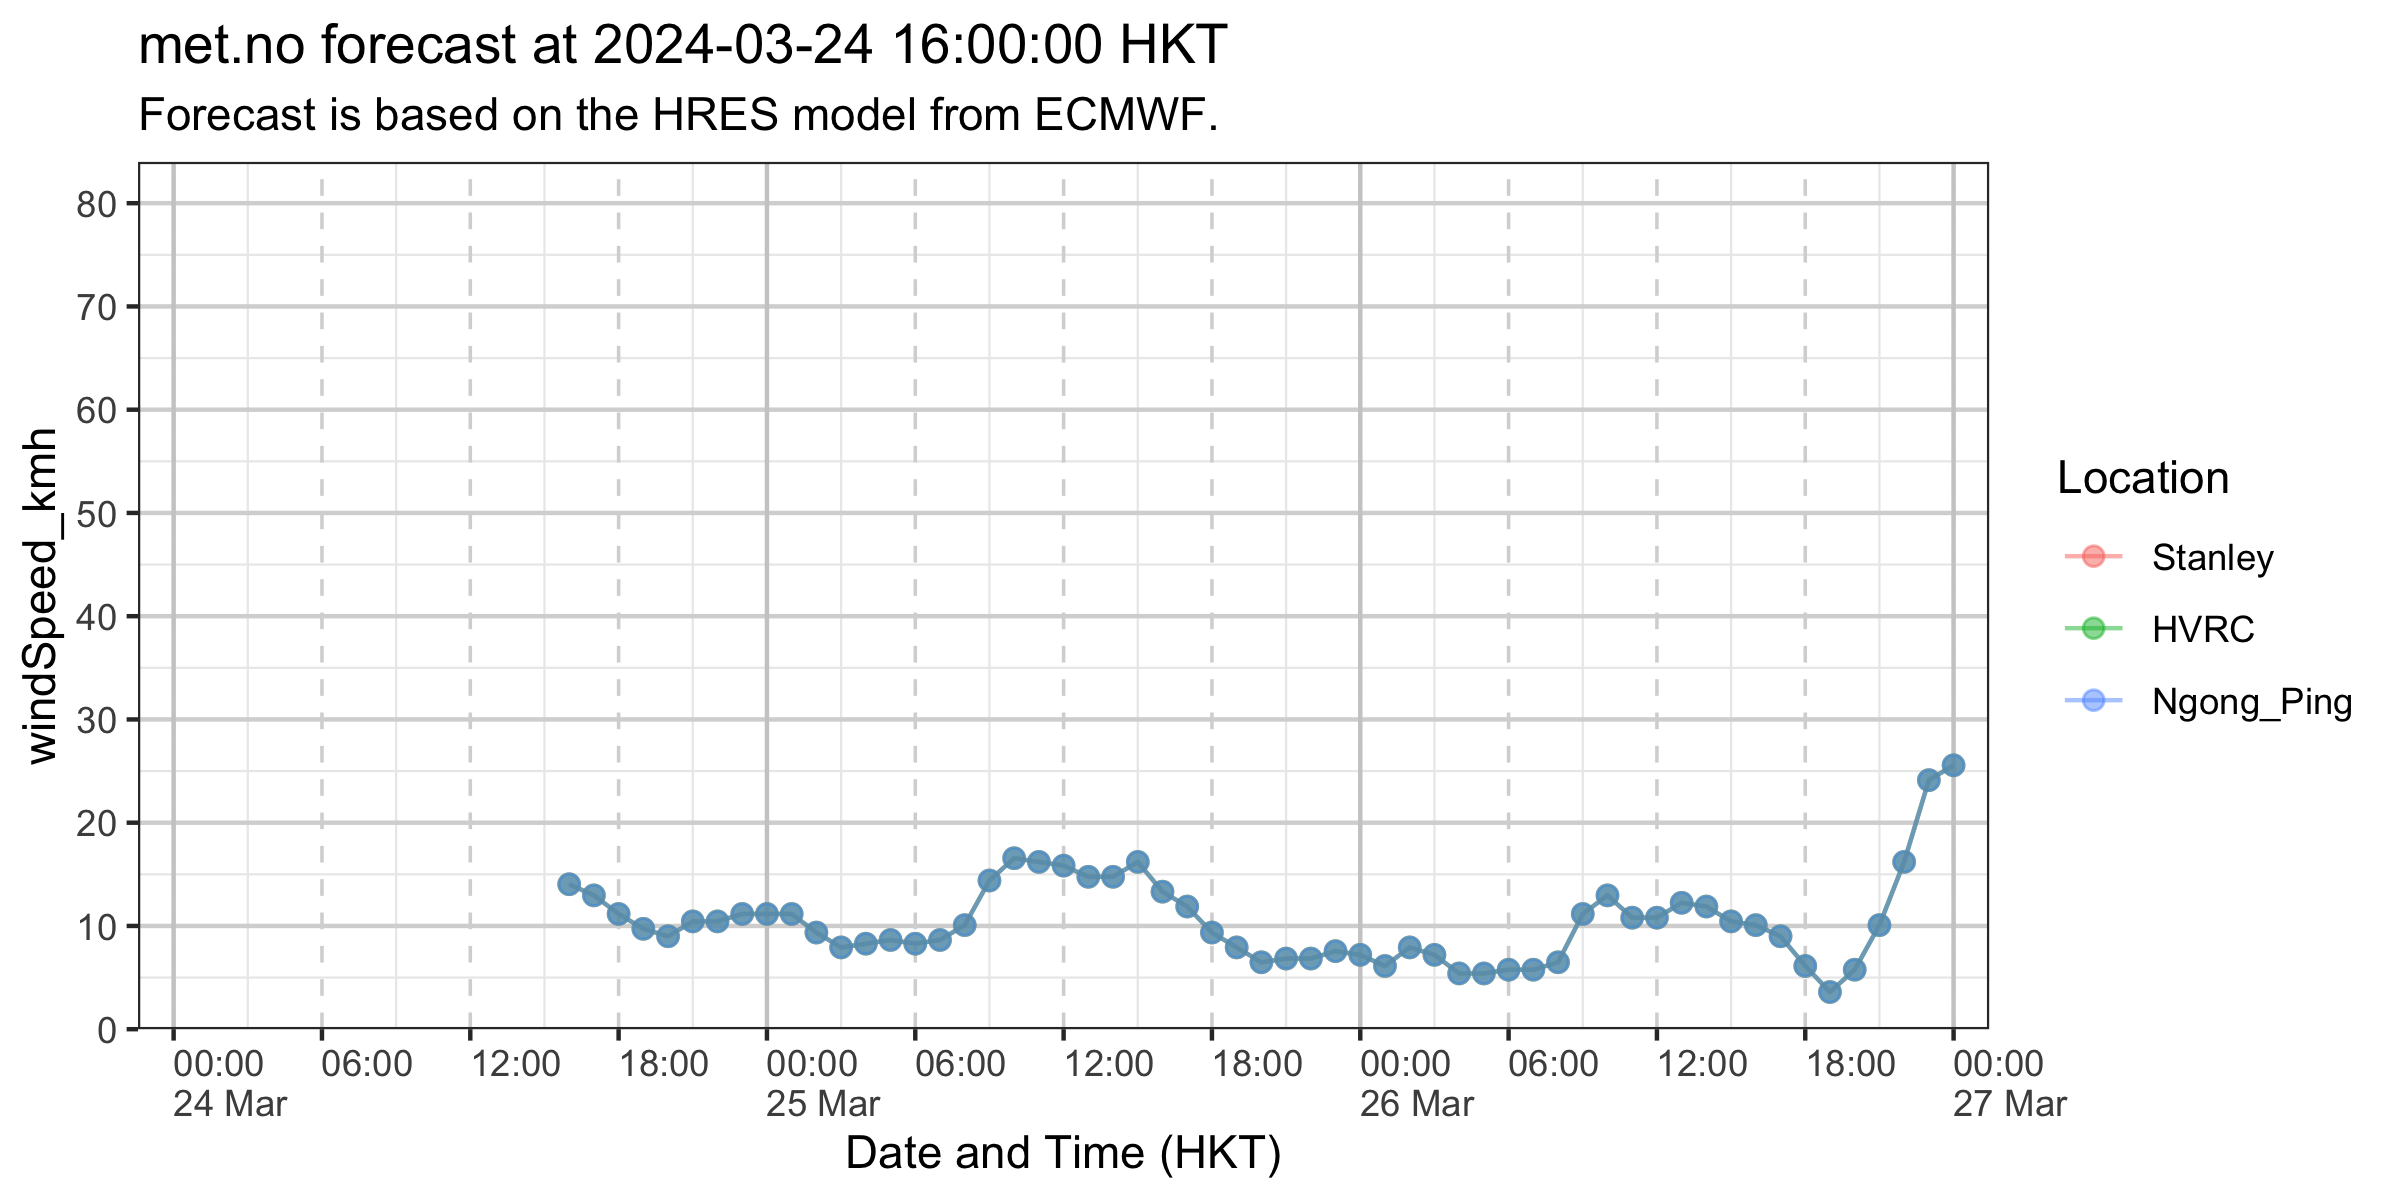 met.no forecast at 2024-03-24 16:00:00 HKT
Forecast is based on the HRES model from ECMWF.
windSpeed_kmh
80
70
60
50
40
30
20
10
0
00:00 06:00 12:00 18:00 00:00 06:00 12:00 18:00 00:00 06:00 12:00 18:00 00:00
24 Mar 25 Mar 26 Mar 27 Mar
Date and Time (HKT)
Location
Stanley
HVRC
Ngong_Ping